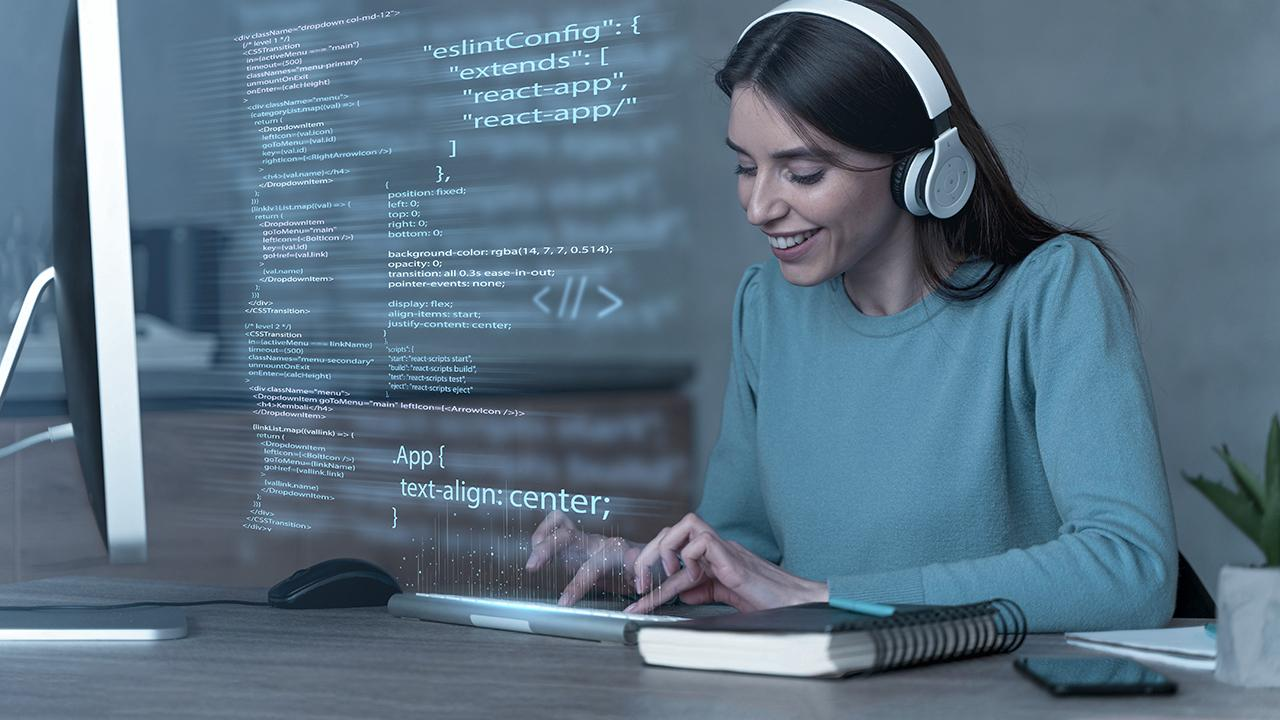 <div className="dropdown col-md-12">
{/* level 1 */}
<CSSTransition
in={activeMenu === "main"}
timeout={500}
classNames="menu-primary"
unmountOnExit
onEnter={calcHeight}
>
<div className="menu">
{categoryList.map((val) => {
return (
<DropdownItem
leftIcon={val.icon}
goToMenu={val.id}
key={val.id}
rightIcon={<RightArrowIcon />}
>
<h4>{val.name}</h4>
</DropdownItem>
);
})}
{linklv1List.map((val) => {
return (
<DropdownItem
goToMenu="main"
leftIcon={<BoltIcon />}
key={val.id}
goHref={val.link}
>
{val.name}
</DropdownItem>
);
})}
</div>
</CSSTransition>
{/* level 2 */}
<CSSTransition
in={activeMenu === linkName}
timeout={500}
classNames="menu-secondary"
unmountOnExit
onEnter={calcHeight}
>
<div className="menu">
<DropdownItem goToMenu="main" leftIcon={<ArrowIcon />}>
<h4>Kembali</h4>
</DropdownItem>
{linkList.map((vallink) => {
return (
<DropdownItem
leftIcon={<BoltIcon />}
goToMenu={linkName}
goHref={vallink.link}
>
{vallink.name}
</DropdownItem>
);
})}
</div>
</CSSTransition>
</div>v
"eslintConfig": {
"extends": [
"react-app",
"react-app/"
]
},
{
position: fixed;
left: 0;
top: 0;
right: 0;
bottom: 0;
background-color: rgba(14, 7, 7, 0.514);
opacity: 0;
transition: all 0.3s ease-in-out;
pointer-events: none;
display: flex;
align-items: start;
justify-content: center;
}
"scripts": {
"start": "react-scripts start",
"build": "react-scripts build",
"test": "react-scripts test",
"eject": "react-scripts eject"
},
<//>
.App {
text-align: center;
}